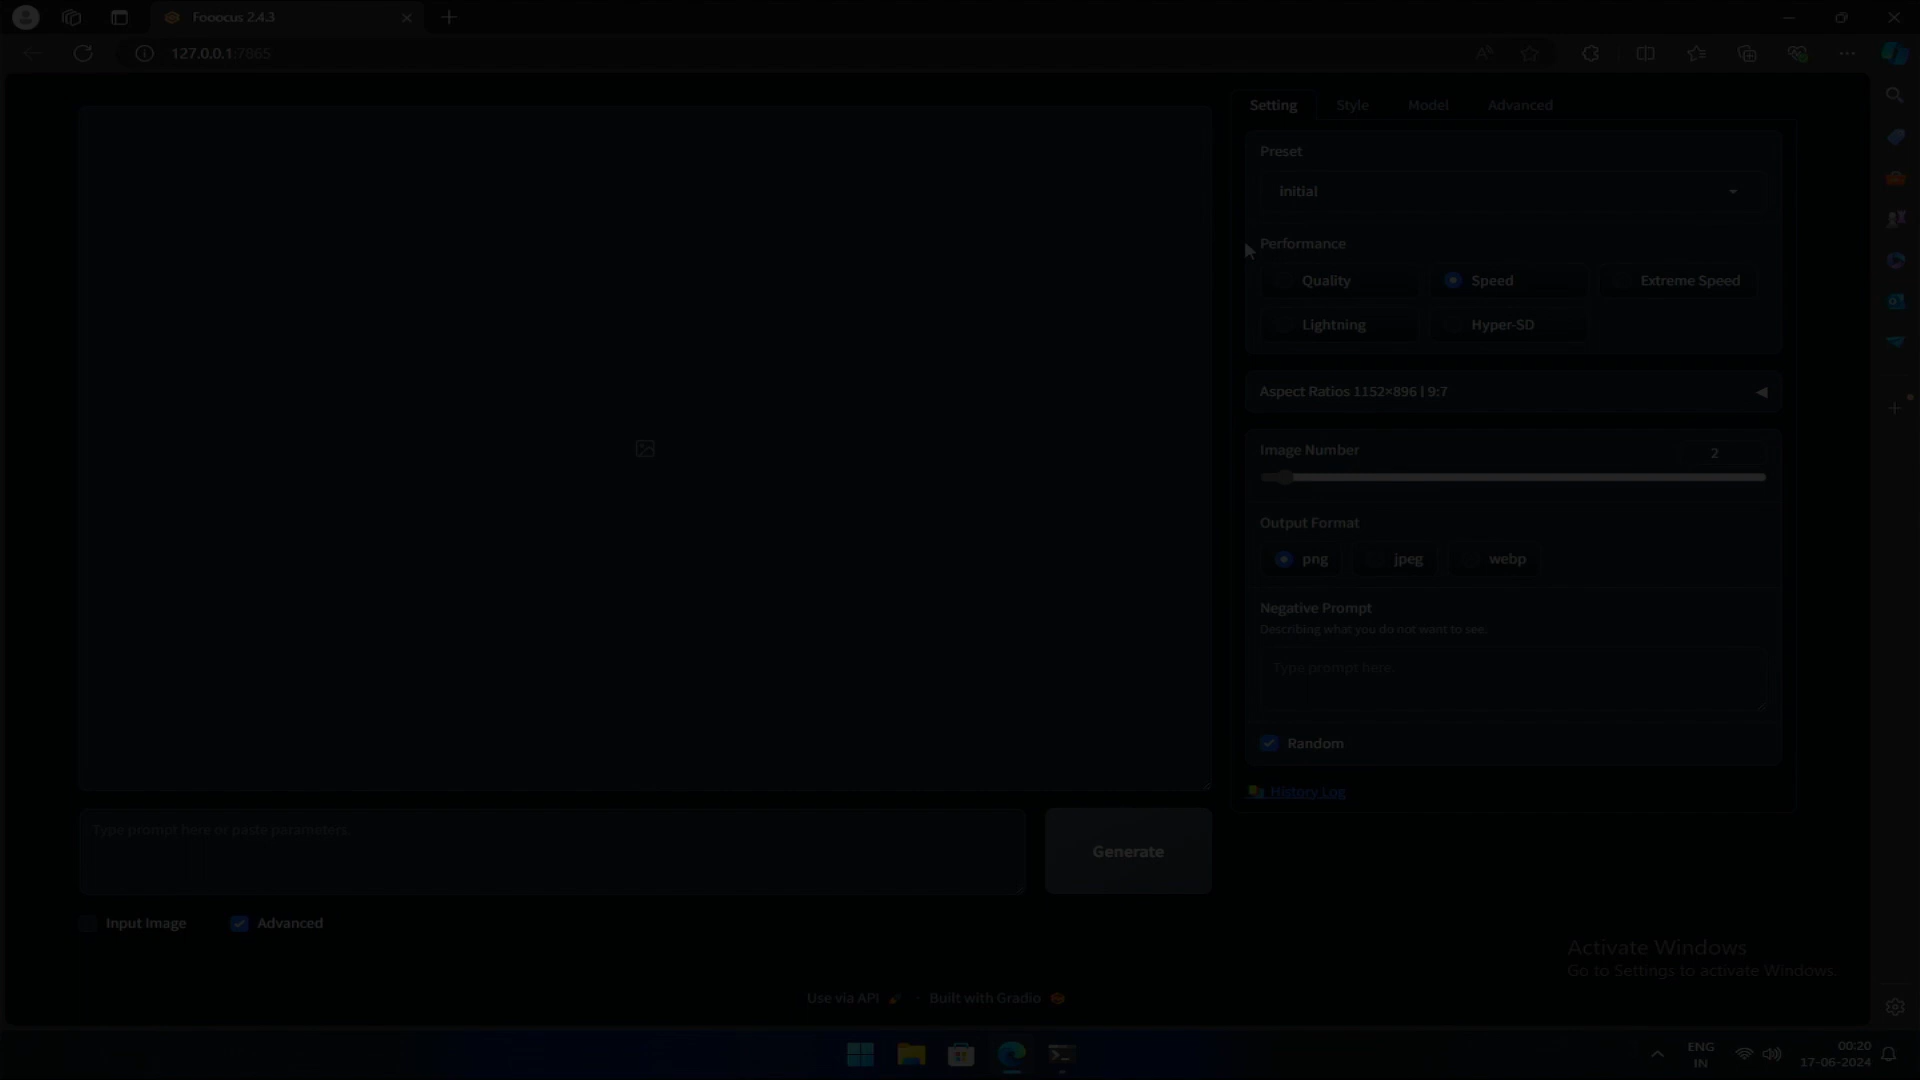 Fooocus 2.4.3
127.0.0.1:7865
Setting Style Model Advanced
Preset
initial
Performance
Quality Speed Extreme Speed
Lightning Hyper-SD
Aspect Ratios 1152×896 | 9:7
Image Number 2
Output Format
png jpeg webp
Negative Prompt
Describing what you do not want to see.
Type prompt here.
Random
History Log
Type prompt here or paste parameters.
Generate
Input Image Advanced
Activate Windows
Go to Settings to activate Windows.
Use via API · Built with Gradio
ENG
IN
00:20
17-06-2024